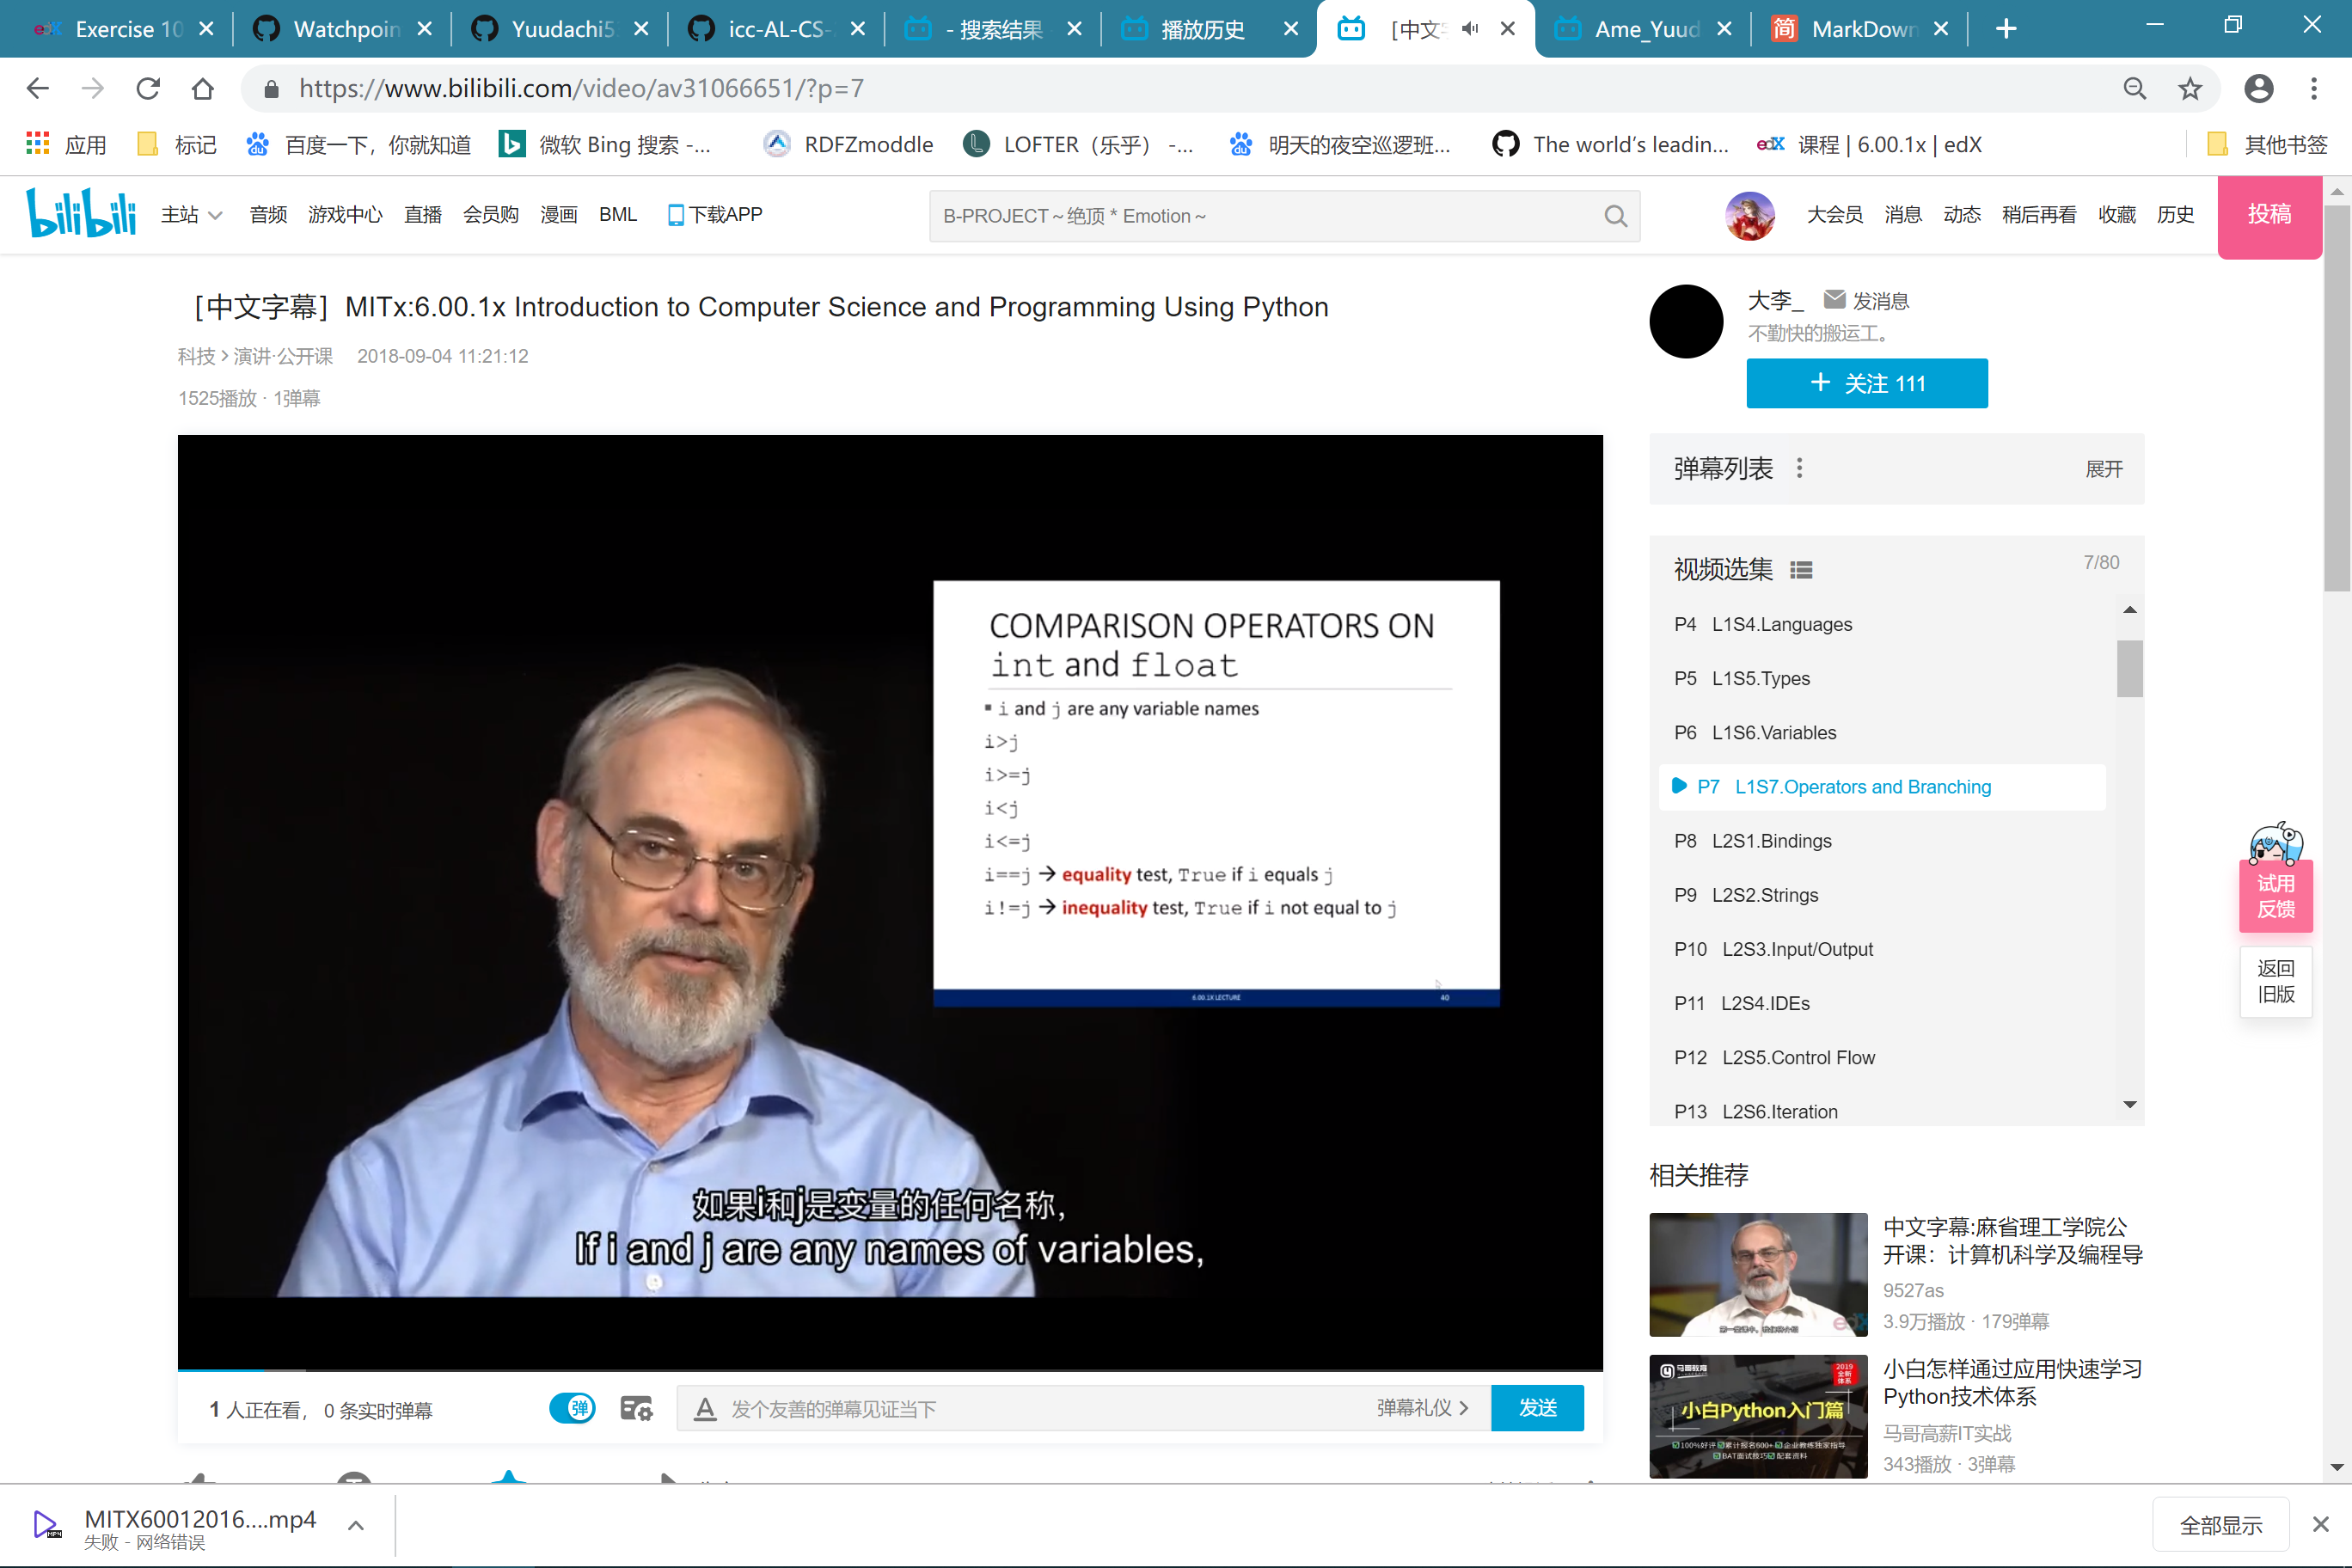 Exercise 10
Watchpoin
Yuudachi5
icc-AL-CS-
- 搜索结果
播放历史
[中文
Ame_Yuud
简 MarkDown
https://www.bilibili.com/video/av31066651/?p=7
应用
标记
百度一下，你就知道
微软 Bing 搜索 -...
RDFZmoddle
LOFTER（乐乎） -...
明天的夜空巡逻班...
The world's leadin...
edX 课程 | 6.00.1x | edX
其他书签
bilibili
主站 音频 游戏中心 直播 会员购 漫画 BML 下载APP
B-PROJECT～绝顶 * Emotion～
大会员 消息 动态 稍后再看 收藏 历史 投稿
［中文字幕］MITx:6.00.1x Introduction to Computer Science and Programming Using Python
科技 > 演讲·公开课 2018-09-04 11:21:12
1525播放 · 1弹幕
大李_ 发消息
不勤快的搬运工。
+ 关注 111
弹幕列表 展开
视频选集 7/80
P4 L1S4.Languages
P5 L1S5.Types
P6 L1S6.Variables
P7 L1S7.Operators and Branching
P8 L2S1.Bindings
P9 L2S2.Strings
P10 L2S3.Input/Output
P11 L2S4.IDEs
P12 L2S5.Control Flow
P13 L2S6.Iteration
COMPARISON OPERATORS ON
int and float
▪ i and j are any variable names
i>j
i>=j
i<j
i<=j
i==j → equality test, True if i equals j
i!=j → inequality test, True if i not equal to j
6.00.1X LECTURE 40
如果i和j是变量的任何名称，
If i and j are any names of variables,
试用
反馈
返回
旧版
相关推荐
中文字幕:麻省理工学院公
开课：计算机科学及编程导
9527as
3.9万播放 · 179弹幕
马哥教育
2019
全新
体系
小白Python入门篇
小白怎样通过应用快速学习
Python技术体系
马哥高薪IT实战
343播放 · 3弹幕
1 人正在看， 0 条实时弹幕
弹
发个友善的弹幕见证当下
弹幕礼仪 >
发送
MITX60012016....mp4
失败 - 网络错误
全部显示